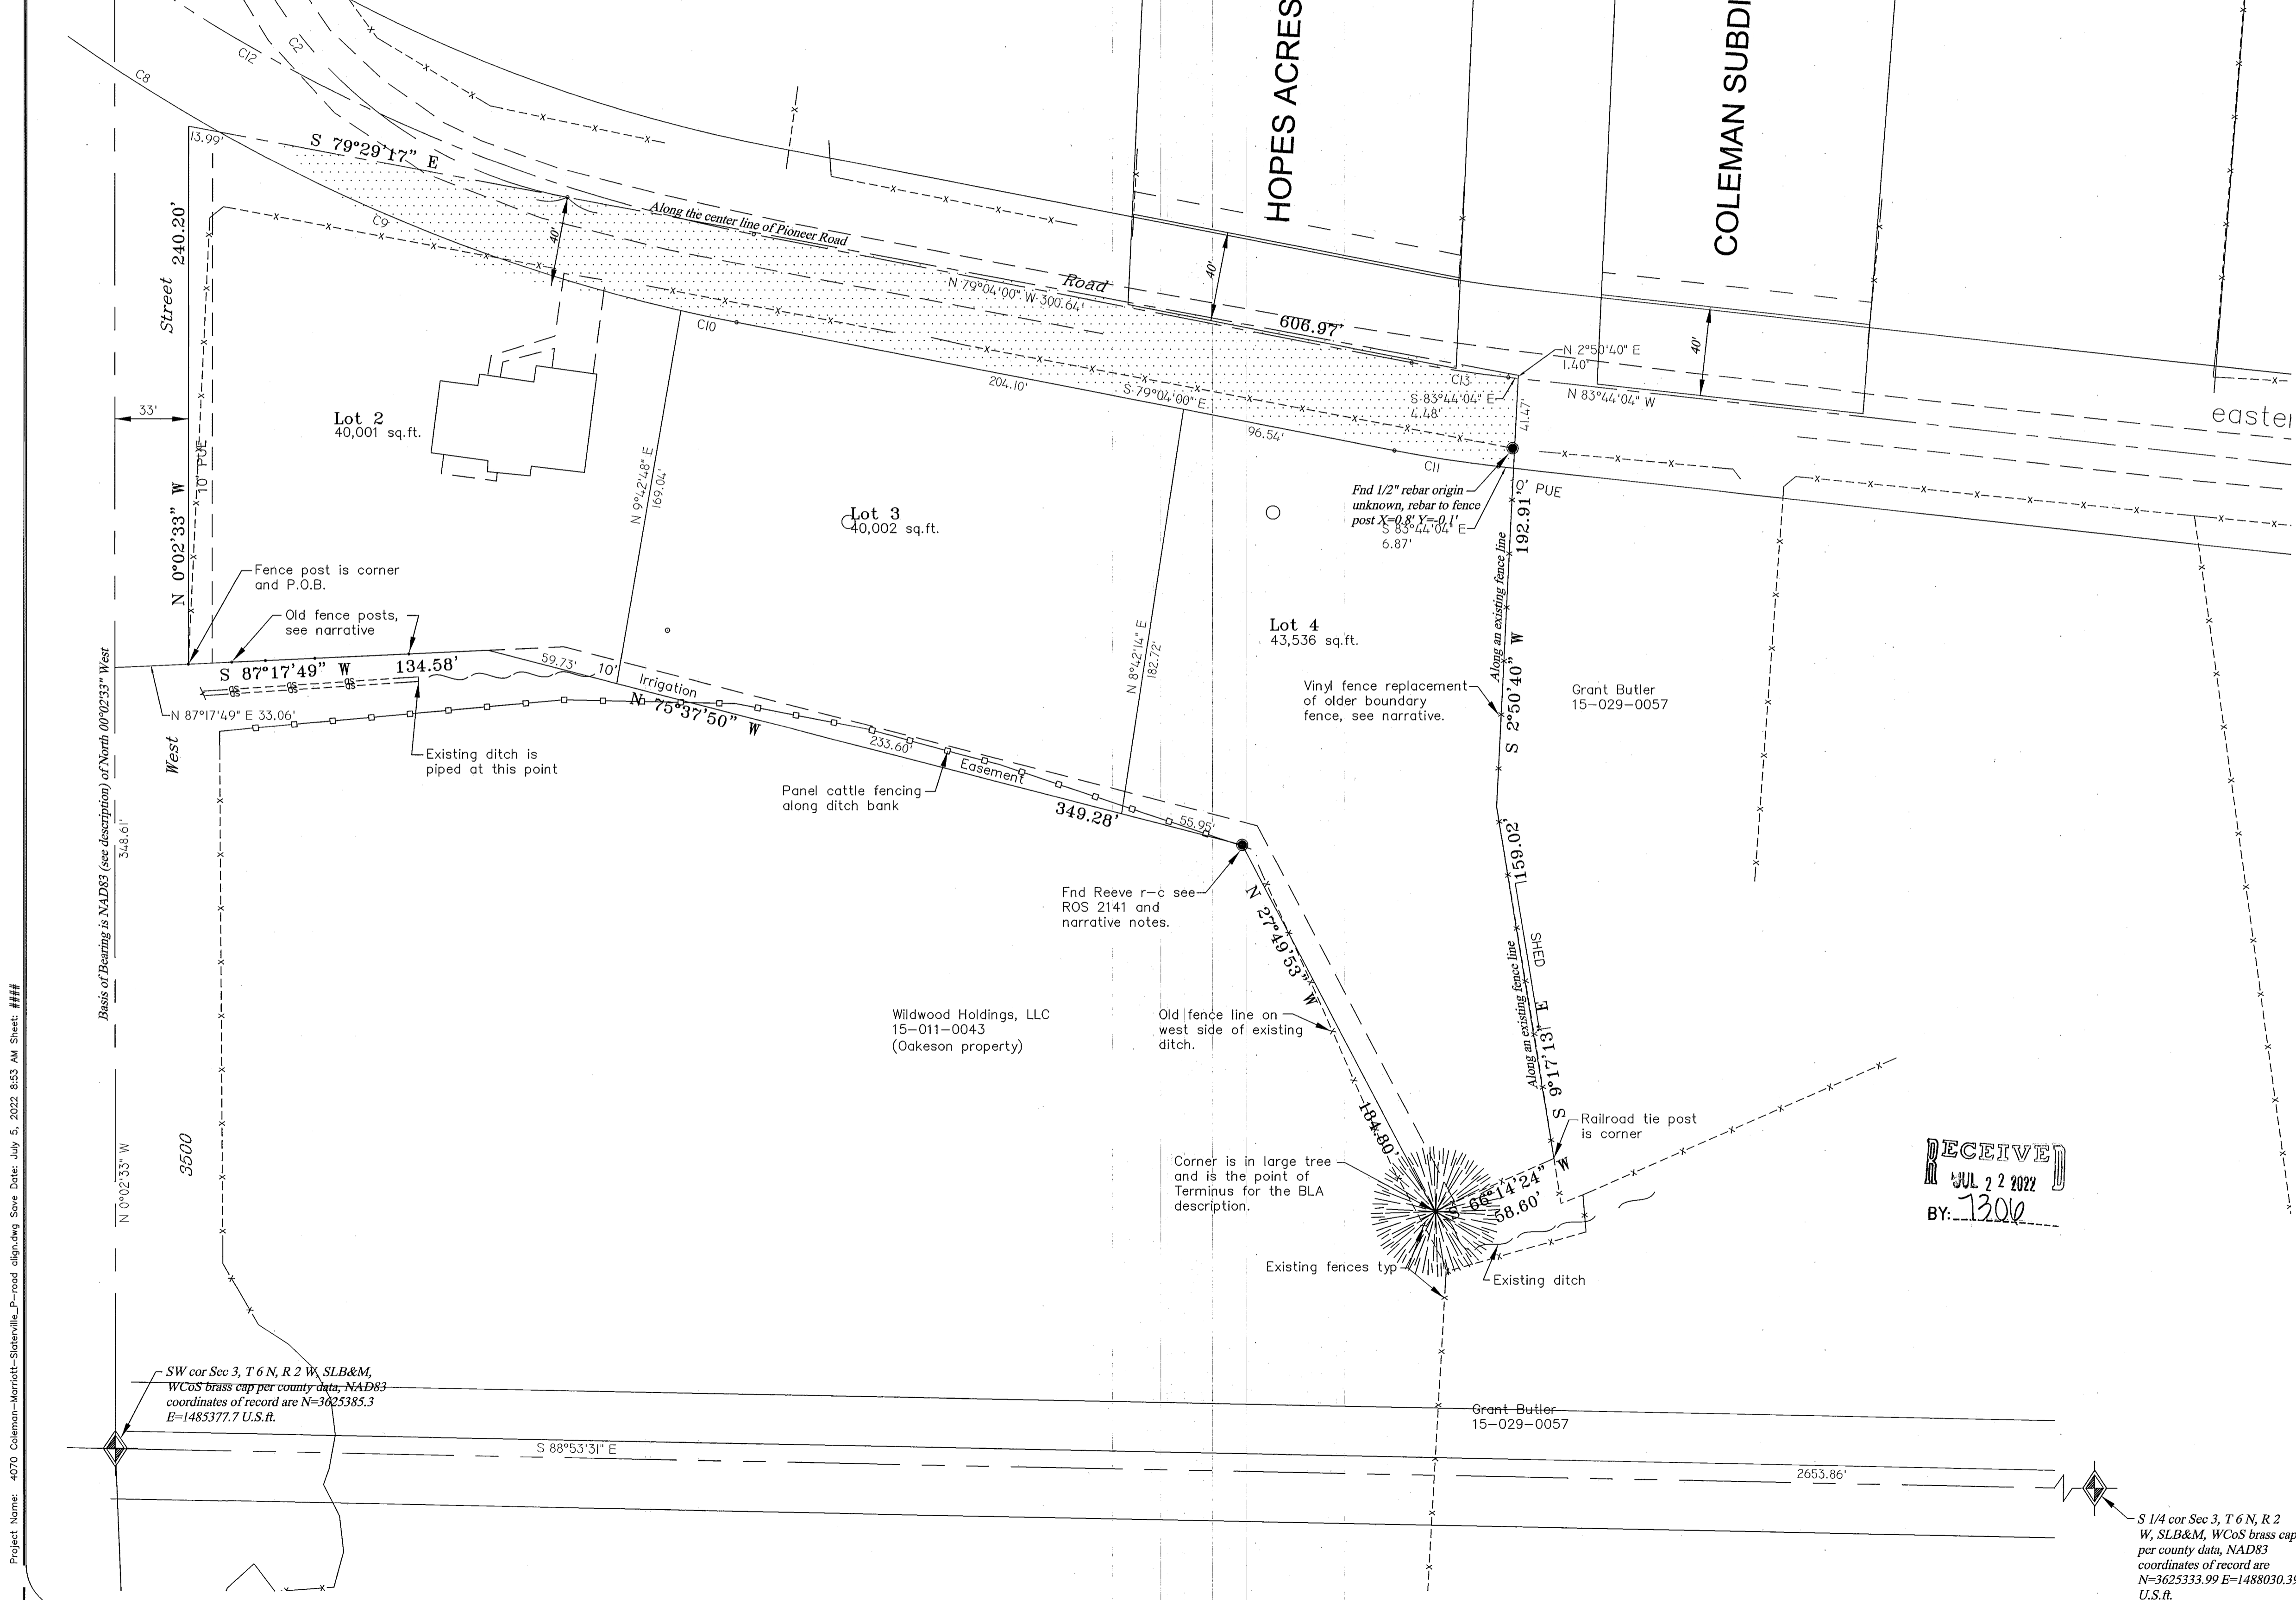 HOPES ACRES
COLEMAN SUBDI
C8
C12
C2
13.99'
S 79°29'17" E
C9
40'
Along the center line of Pioneer Road
Road
N 79°04'00" W 300.64'
40'
606.97'
40'
N 2°50'40" E
1.40'
C13
S 83°44'04" E
4.48'
N 83°44'04" W
easter
41.47'
Street
240.20'
C10
204.10'
S 79°04'00" E
96.54'
C11
33'
Lot 2
40,001 sq.ft.
10' PUE
N 0°02'33" W
N 9°42'48" E
169.04'
Lot 3
40,002 sq.ft.
Fnd 1/2" rebar origin
unknown, rebar to fence
post X=0.8' Y=-0.1'
S 83°44'04" E
6.87'
0' PUE
192.91'
Along an existing fence line
S 2°50'40" W
Fence post is corner
and P.O.B.
Old fence posts,
see narrative
S 87°17'49" W 134.58'
N 87°17'49" E 33.06'
59.73'
10'
Irrigation
N 75°37'50" W
233.60'
Easement
349.28'
55.95'
N 8°42'14" E
182.72'
Lot 4
43,536 sq.ft.
Vinyl fence replacement
of older boundary
fence, see narrative.
Grant Butler
15-029-0057
West
Existing ditch is
piped at this point
Panel cattle fencing
along ditch bank
Basis of Bearing is NAD83 (see description) of North 00°02'33" West
348.61'
Fnd Reeve r-c see
ROS 2141 and
narrative notes.
N 27°49'53" W
184.80'
159.02'
SHED
Along an existing fence line
S 9°17'13" E
Wildwood Holdings, LLC
15-011-0043
(Oakeson property)
Old fence line on
west side of existing
ditch.
Railroad tie post
is corner
3500
N 0°02'33" W
Corner is in large tree
and is the point of
Terminus for the BLA
description.
S 66°14'24" W
58.60'
Existing fences typ
Existing ditch
RECEIVED
JUL 22 2022
BY: 1306
SW cor Sec 3, T 6 N, R 2 W, SLB&M,
WCoS brass cap per county data, NAD83
coordinates of record are N=3625385.3
E=1485377.7 U.S.ft.
Grant Butler
15-029-0057
S 88°53'31" E
2653.86'
S 1/4 cor Sec 3, T 6 N, R 2
W, SLB&M, WCoS brass cap
per county data, NAD83
coordinates of record are
N=3625333.99 E=1488030.39
U.S.ft.
Project Name: 4070 Coleman-Marriott-Slaterville_P-road align.dwg Save Date: July 5, 2022 8:53 AM Sheet: ####